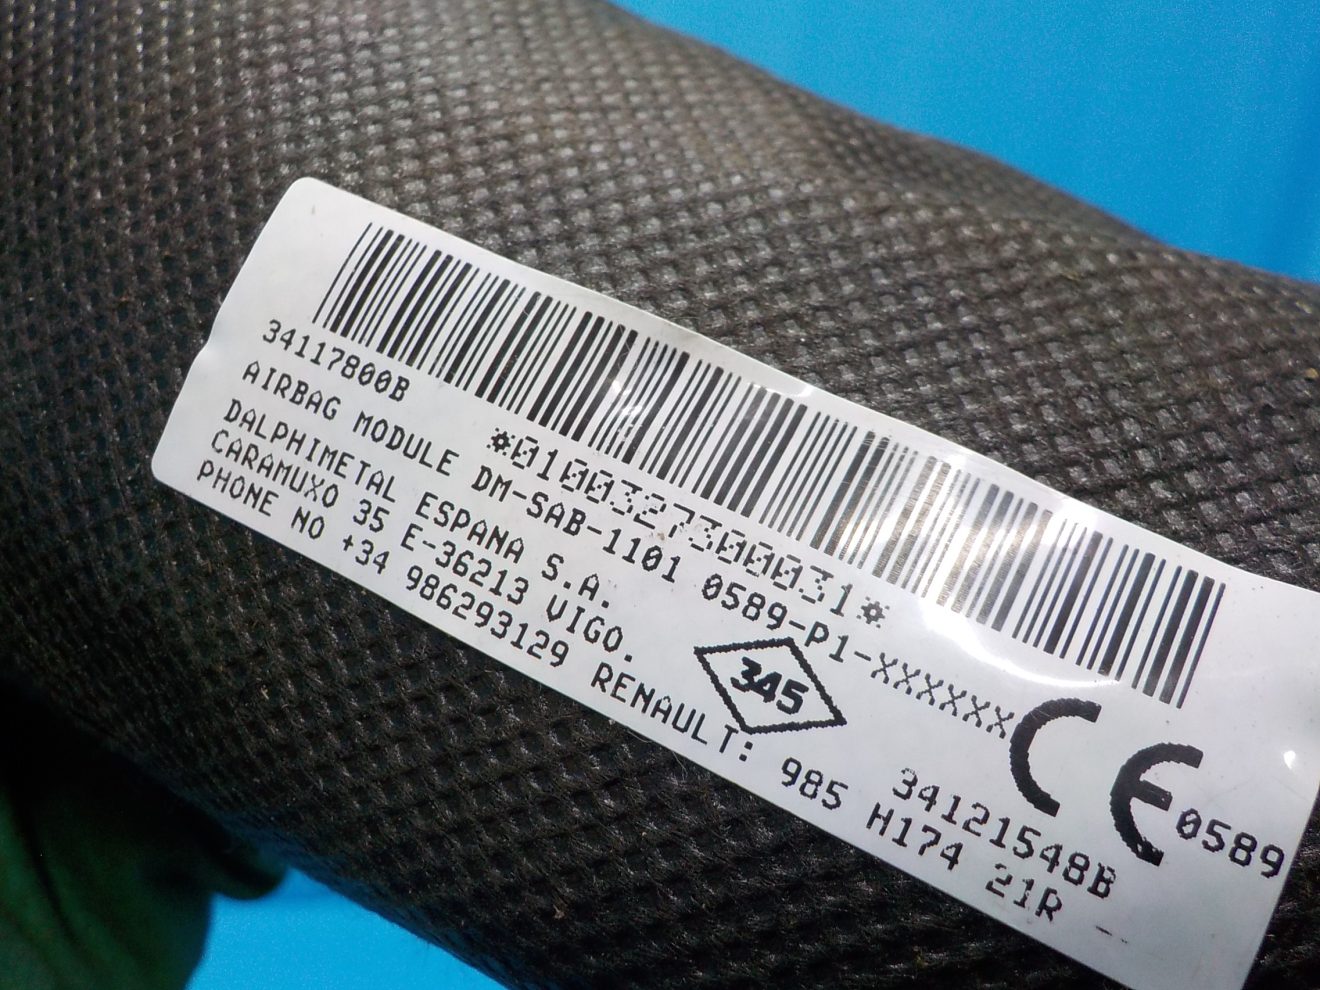 34117800B
*0100327300031*
AIRBAG MODULE DM-SAB-1101 0589-P1-XXXXXX
DALPHIMETAL ESPANA S.A.
CARAMUXO 35 E-36213 VIGO.
PHONE NO +34 986293129 RENAULT: 985 H174 21R
345
34121548B
CE 0589